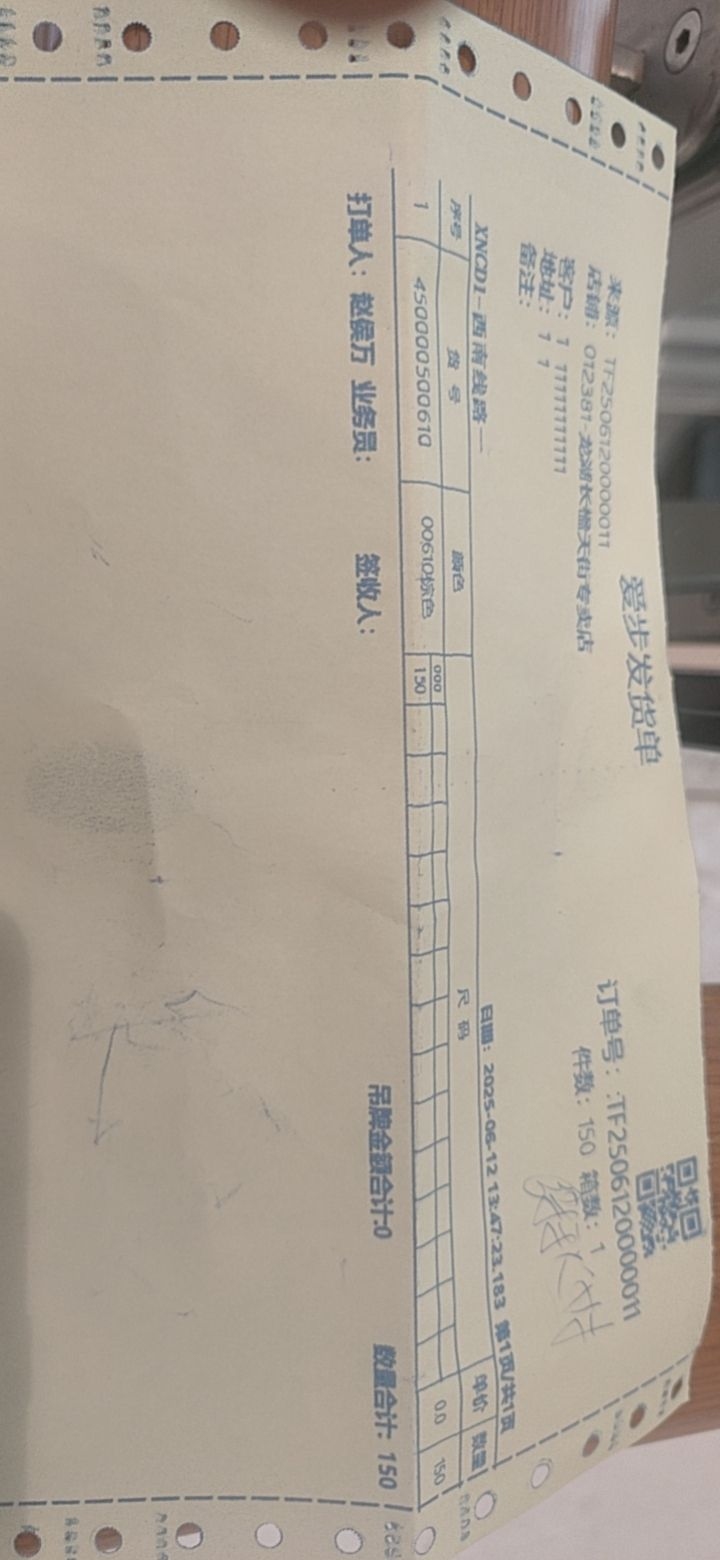 爱步发货单
来源： TF2506120000011
订单号： :TF2506120000011
店铺： 012381-龙湖长楹天街专卖店
件数： 150 箱数： 1
客户： 1 11111111111
地址： 1 1
备注：
XNCD1-西南线路一
日期： 2025-06-12 13:47:23.183 第1页/共1页
序号 货 号 颜色 尺 码 单价 数量
000
1 450000500610 00610棕色 150 0.0 150
打单人： 赵侯万 业务员： 签收人： 吊牌金额合计:0 数量合计： 150